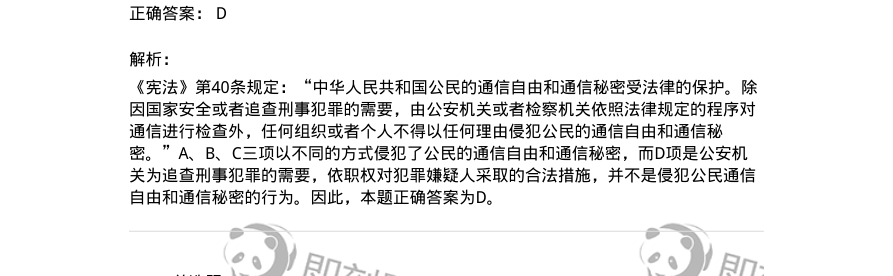 正确答案： D
解析：
《宪法》第40条规定：“中华人民共和国公民的通信自由和通信秘密受法律的保护。除
因国家安全或者追查刑事犯罪的需要，由公安机关或者检察机关依照法律规定的程序对
通信进行检查外，任何组织或者个人不得以任何理由侵犯公民的通信自由和通信秘
密。”A、B、C三项以不同的方式侵犯了公民的通信自由和通信秘密，而D项是公安机
关为追查刑事犯罪的需要，依职权对犯罪嫌疑人采取的合法措施，并不是侵犯公民通信
自由和通信秘密的行为。因此，本题正确答案为D。